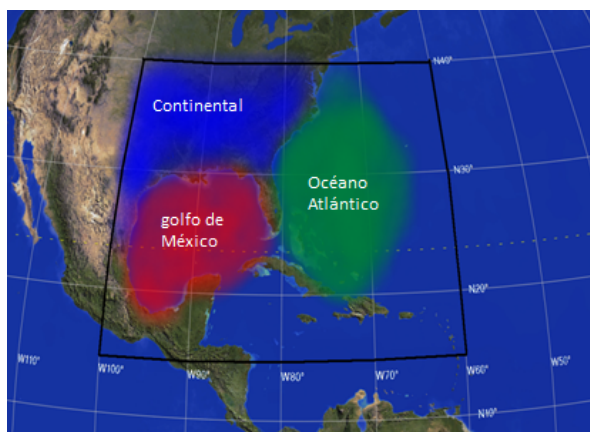 N40°
Continental
N30°
Océano
Atlántico
golfo de
México
N20°
W110°
W100°
W90°
W80°
W70°
W60°
W50°
N10°